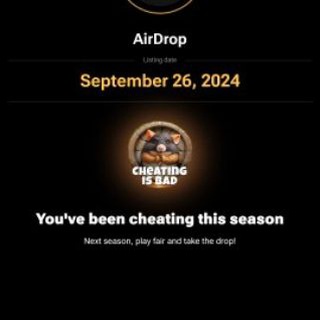 AirDrop
Listing date
September 26, 2024
CHEATING
IS BAD
You've been cheating this season
Next season, play fair and take the drop!